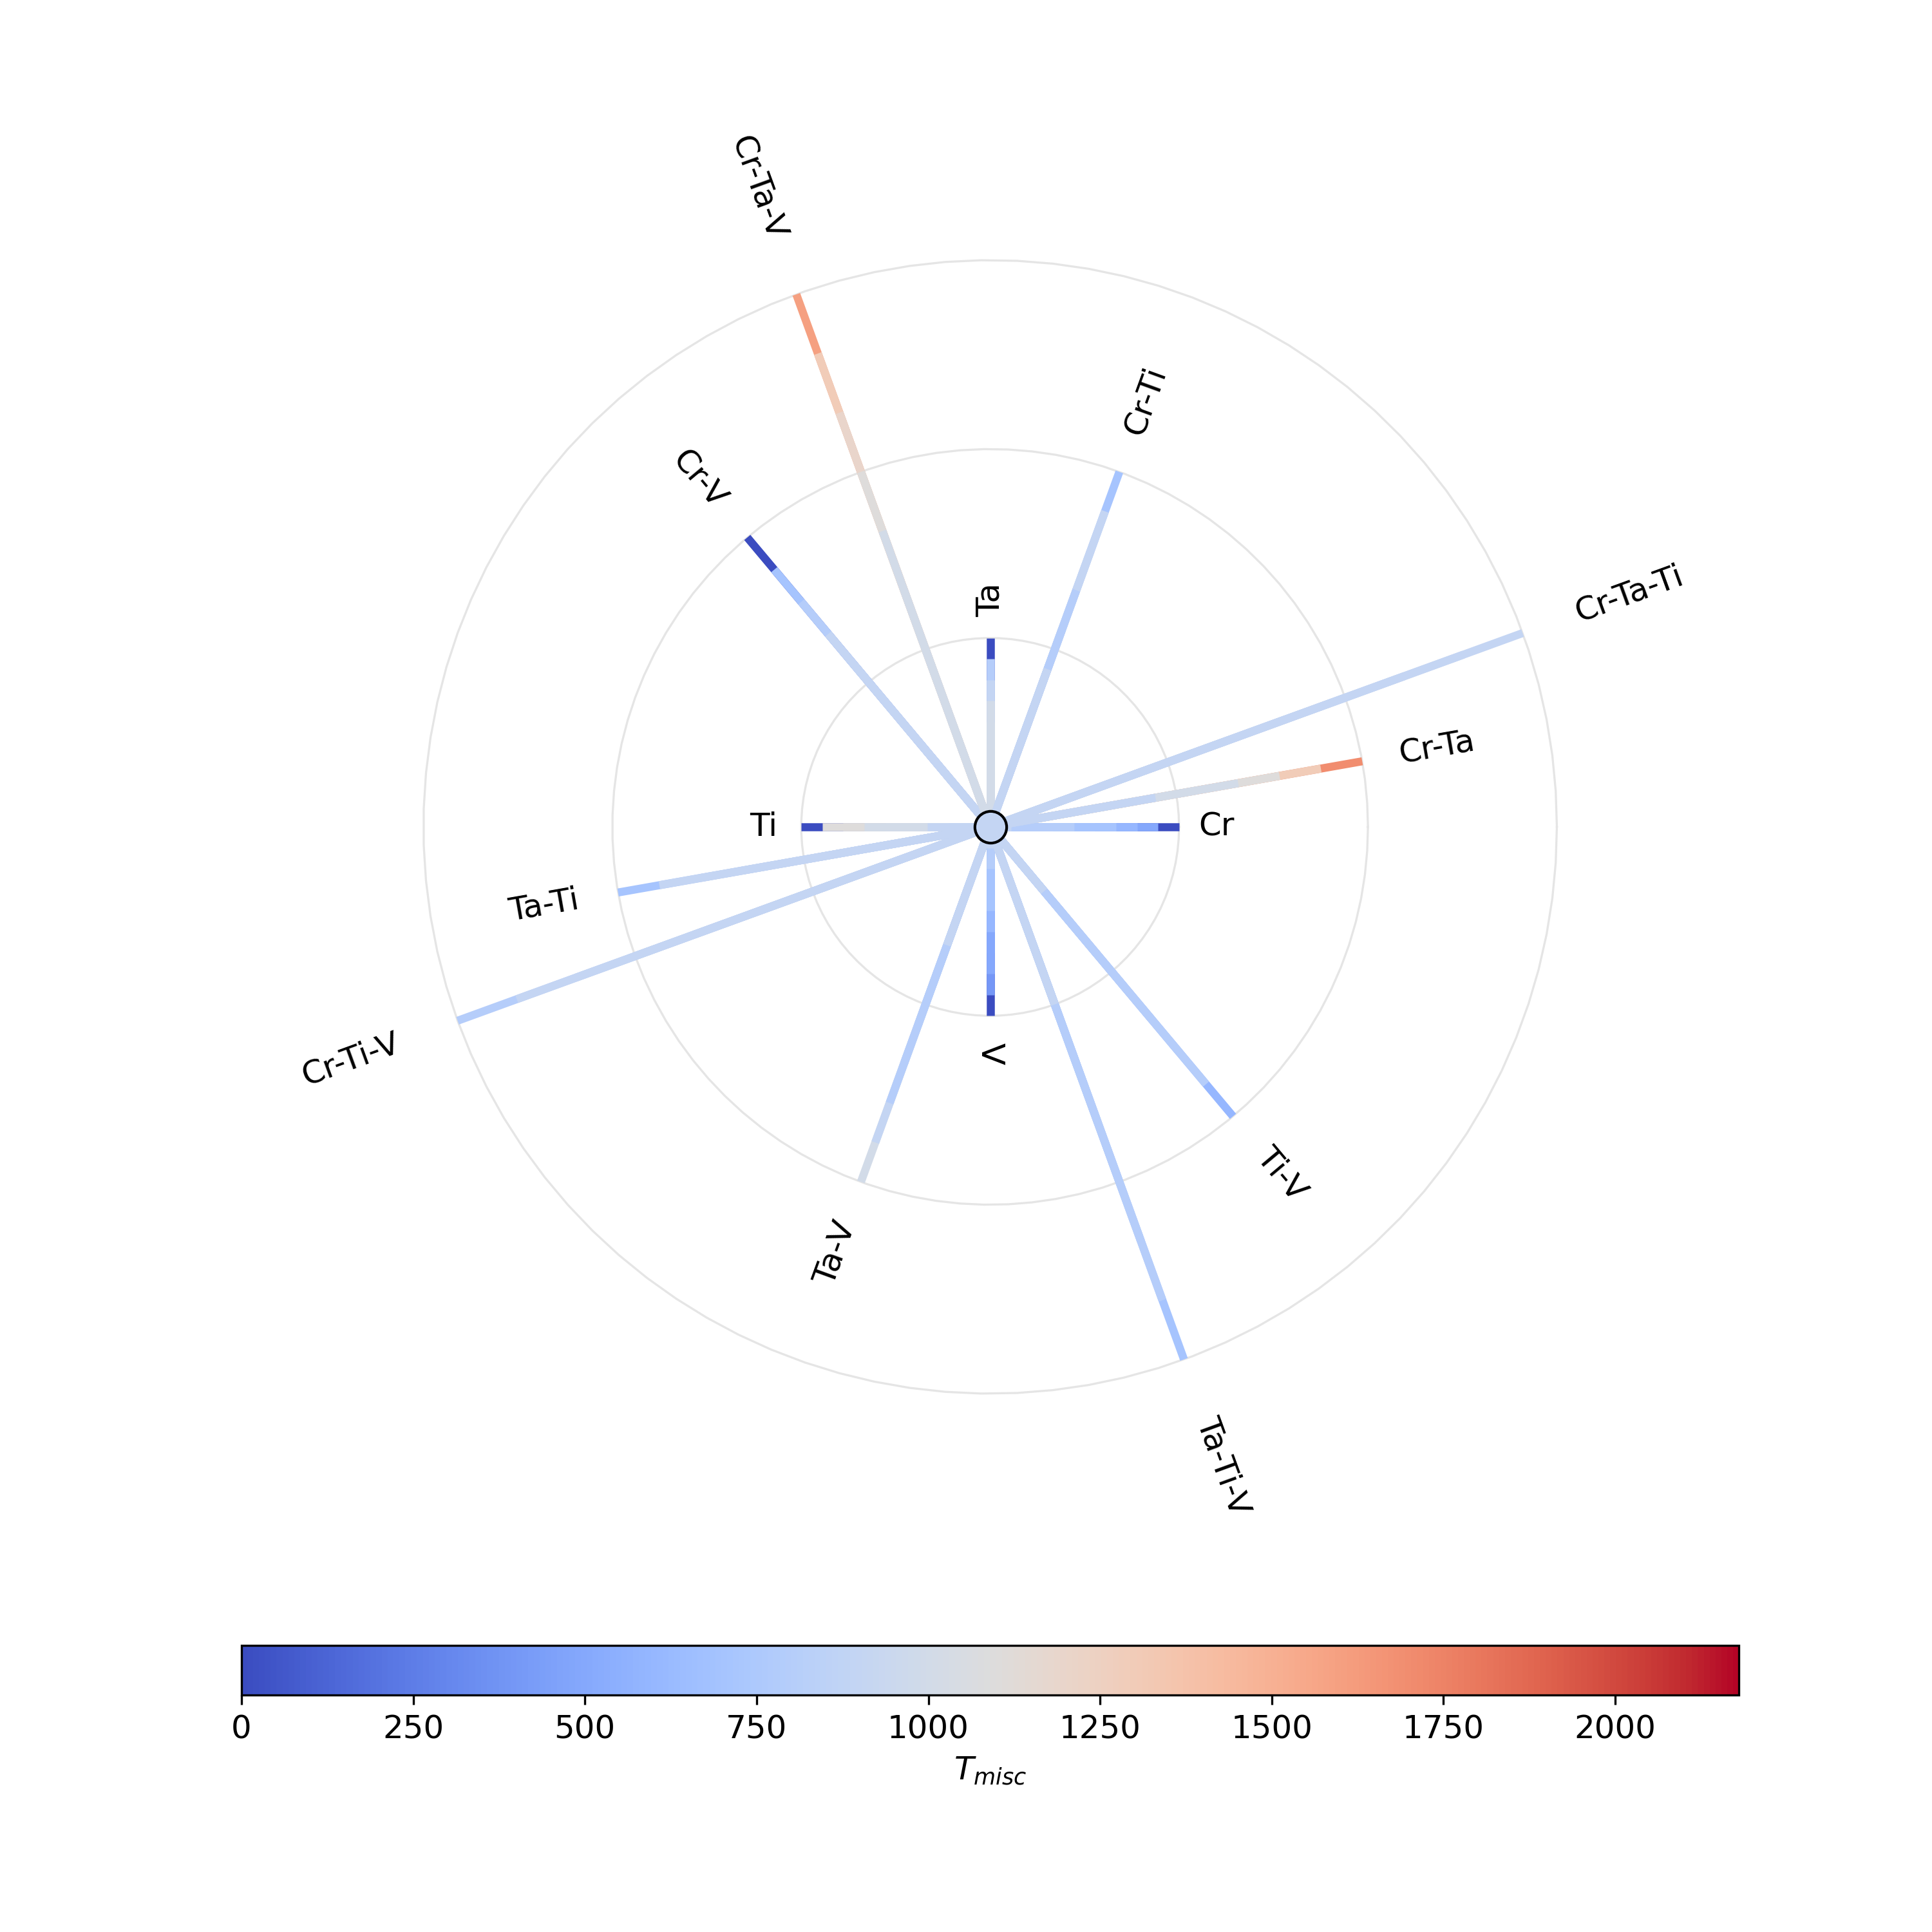 Cr-Ta-V
Cr-Ti
Cr-V
Cr-Ta-Ti
Ta
Cr-Ta
Ti
Cr
Ta-Ti
Cr-Ti-V
V
Ti-V
Ta-V
Ta-Ti-V
0 250 500 750 1000 1250 1500 1750 2000
T_misc